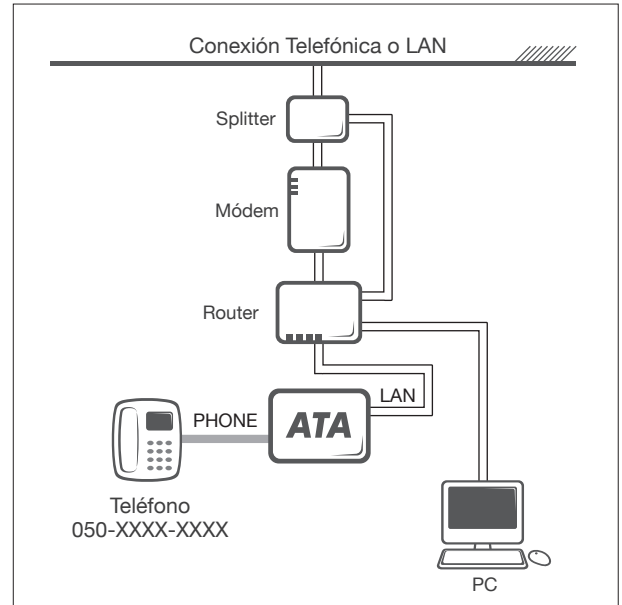 Conexión Telefónica o LAN
Splitter
Módem
Router
LAN
PHONE
ATA
Teléfono
050-XXXX-XXXX
PC